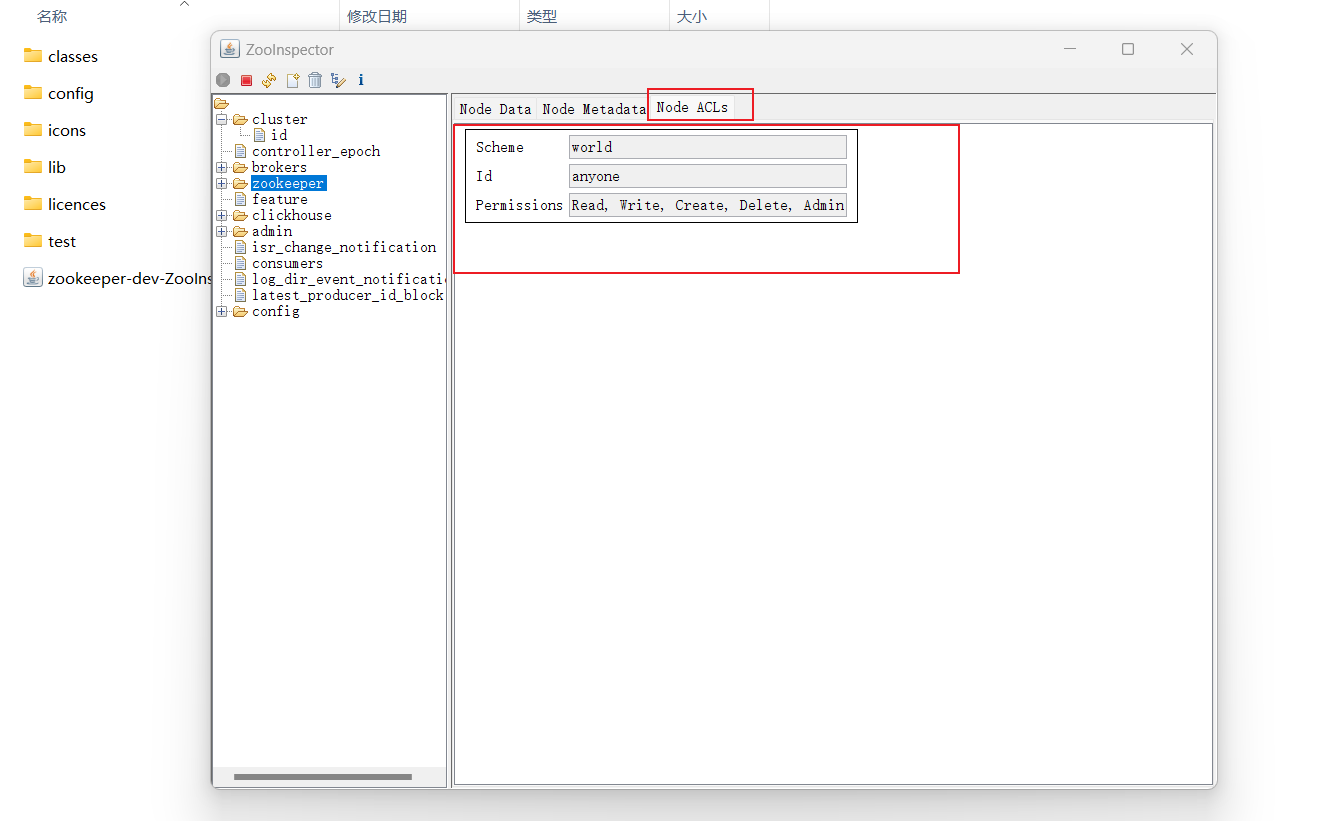 名称 修改日期 类型 大小
classes
config
icons
lib
licences
test
zookeeper-dev-ZooIns
ZooInspector
cluster
id
controller_epoch
brokers
zookeeper
feature
clickhouse
admin
isr_change_notification
consumers
log_dir_event_notificatio
latest_producer_id_block
config
Node Data Node Metadata Node ACLs
Scheme world
Id anyone
Permissions Read, Write, Create, Delete, Admin